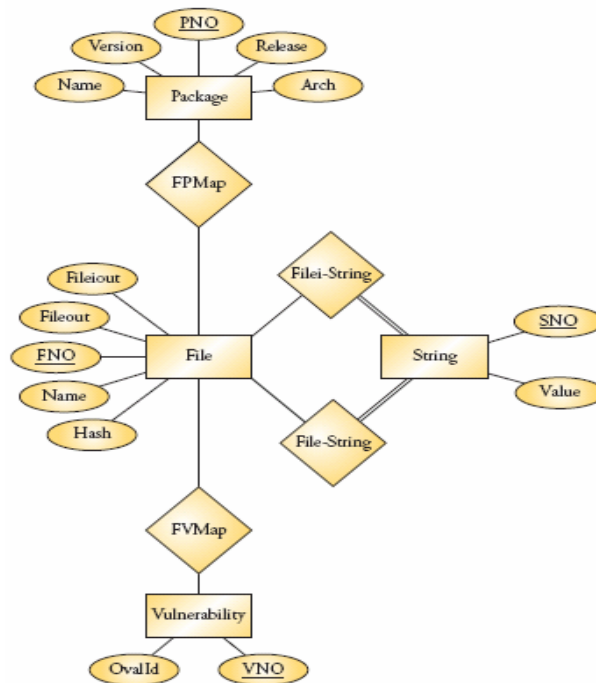 PNO
Version
Release
Name
Package
Arch
FPMap
Fileiout
Filei-String
Fileout
SNO
FNO
File
String
Name
Value
Hash
File-String
FVMap
Vulnerability
OvalId
VNO